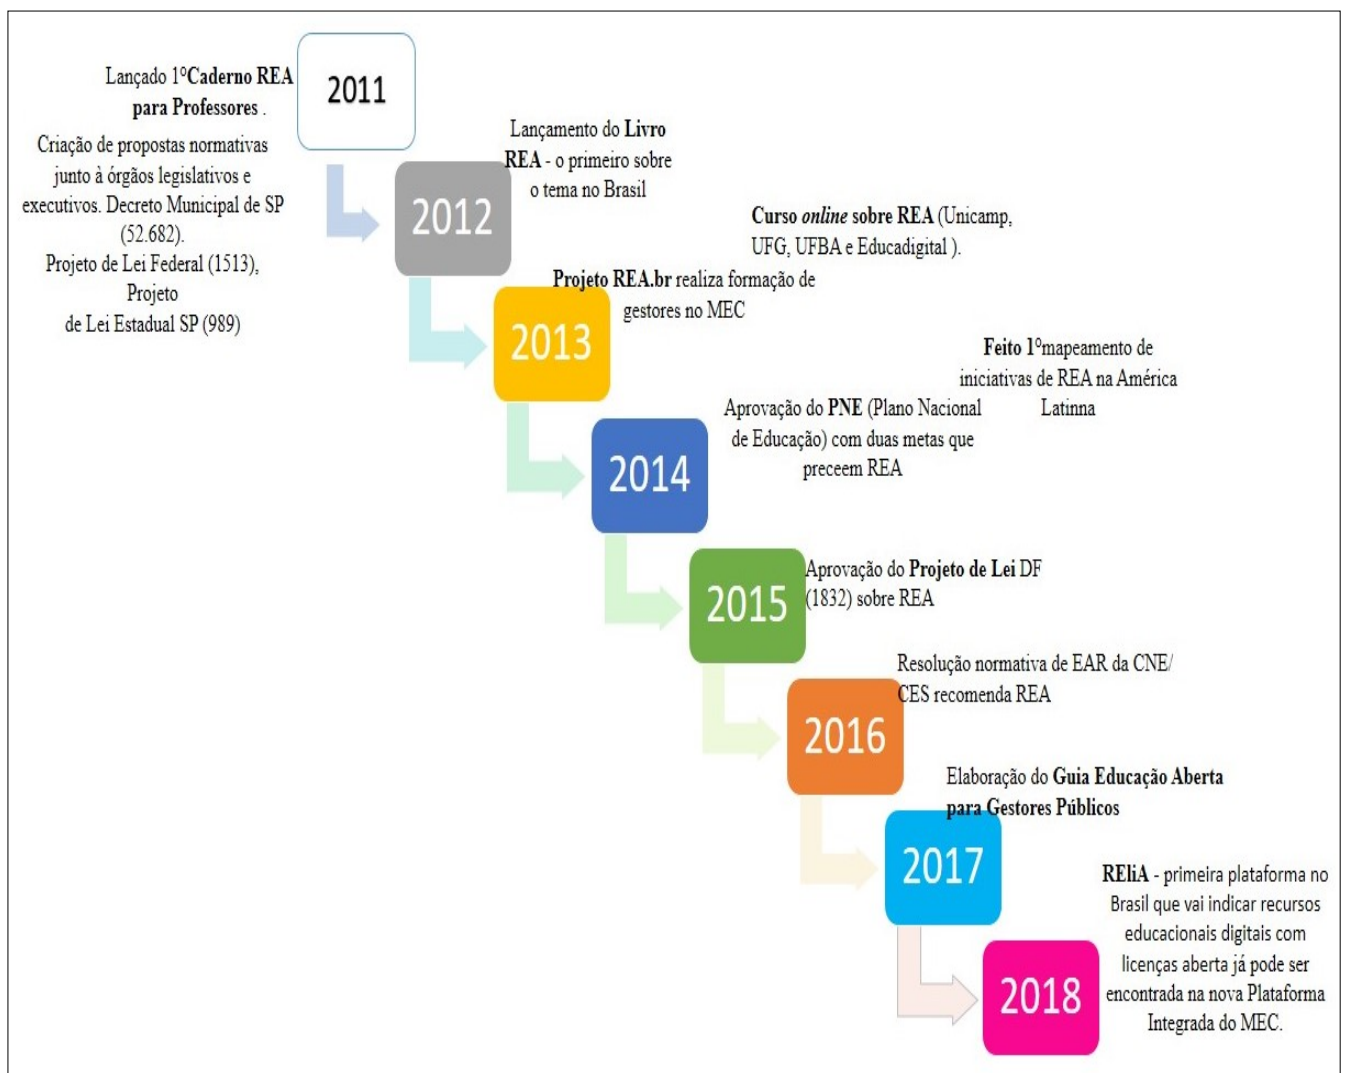 2011
Lançado 1ºCaderno REA
para Professores .
Criação de propostas normativas
junto à órgãos legislativos e
executivos. Decreto Municipal de SP
(52.682).
Projeto de Lei Federal (1513),
Projeto
de Lei Estadual SP (989)
2012
Lançamento do Livro
REA - o primeiro sobre
o tema no Brasil
2013
Projeto REA.br realiza formação de
gestores no MEC
Curso online sobre REA (Unicamp,
UFG, UFBA e Educadigital ).
2014
Aprovação do PNE (Plano Nacional
de Educação) com duas metas que
preceem REA
Feito 1ºmapeamento de
iniciativas de REA na América
Latinna
2015
Aprovação do Projeto de Lei DF
(1832) sobre REA
2016
Resolução normativa de EAR da CNE/
CES recomenda REA
2017
Elaboração do Guia Educação Aberta
para Gestores Públicos
2018
REliA - primeira plataforma no
Brasil que vai indicar recursos
educacionais digitais com
licenças aberta já pode ser
encontrada na nova Plataforma
Integrada do MEC.